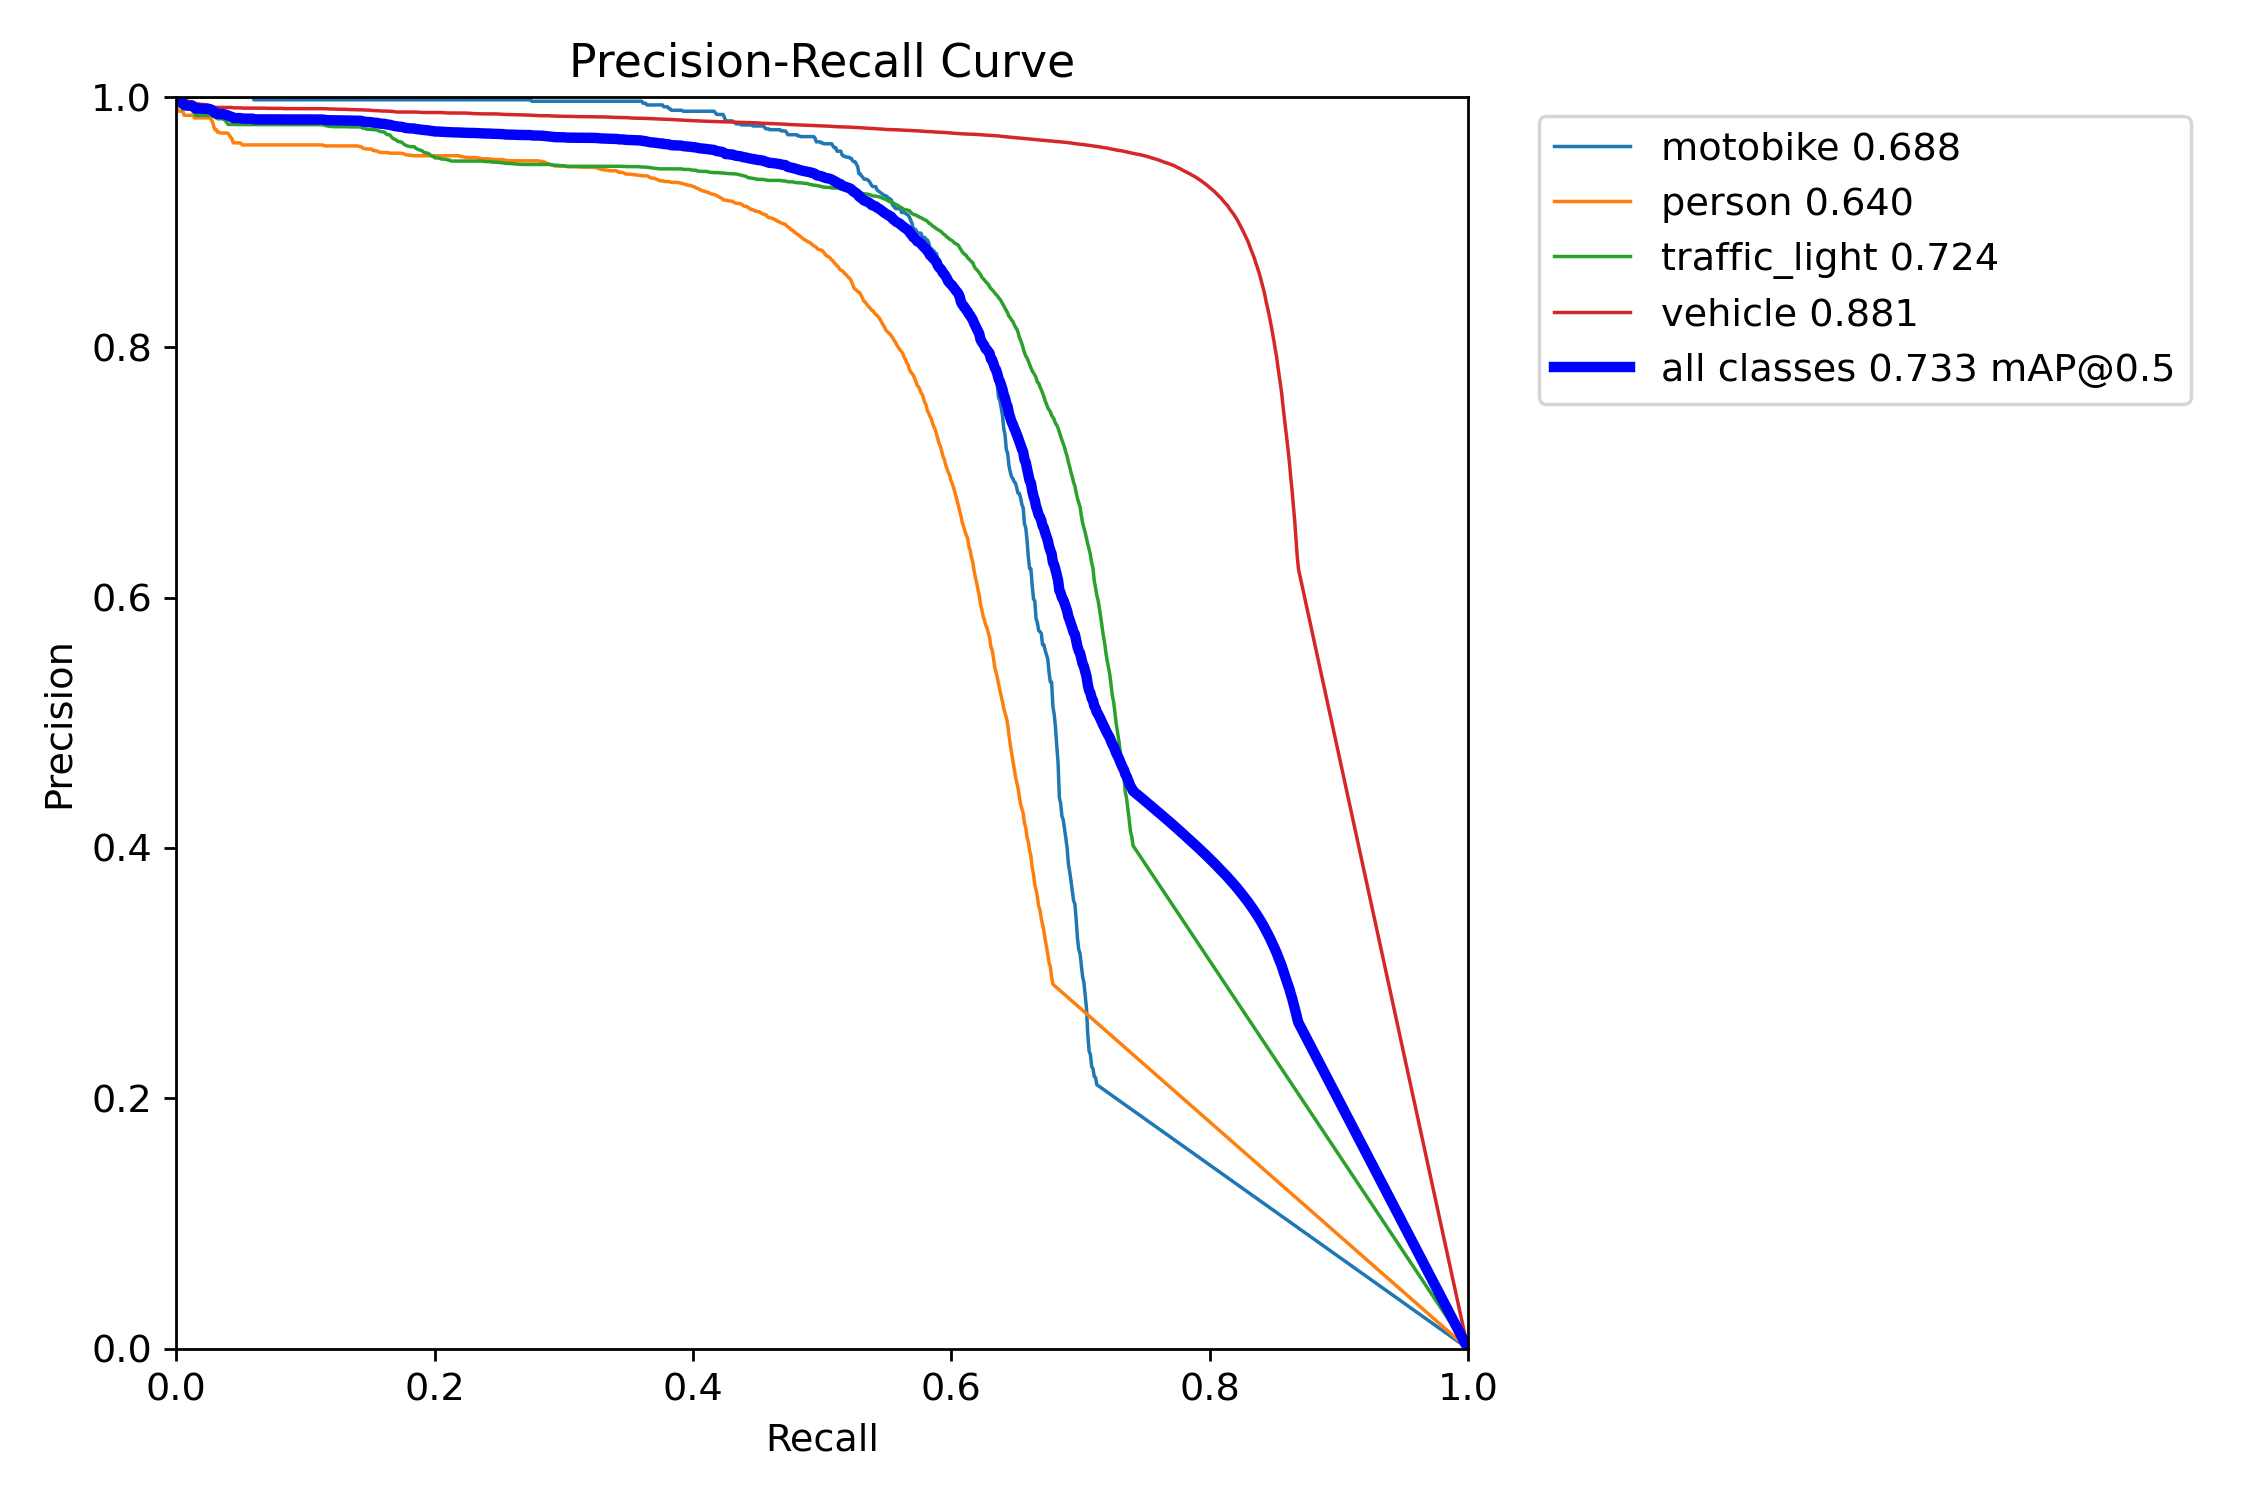 Precision-Recall Curve
1.0
0.8
0.6
0.4
0.2
0.0
Precision
0.0 0.2 0.4 0.6 0.8 1.0
Recall
motobike 0.688
person 0.640
traffic_light 0.724
vehicle 0.881
all classes 0.733 mAP@0.5